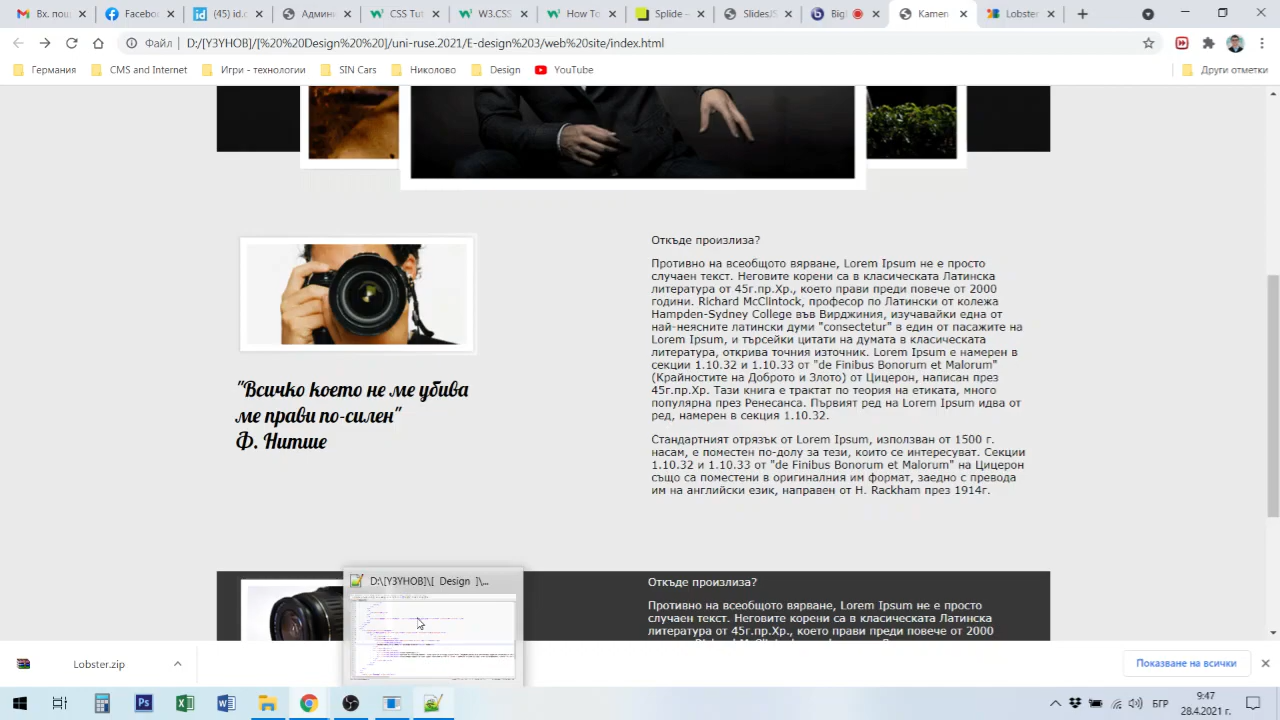 Вх. пощ
Facebook
(45) id.c
Админи
CSS Tut
W3.CSS
How To
Splide –
SlidesJS
BigB
Kamen
Lobster
Файл
D:/[Y3YHOB]/[%20%20Design%20%20]/uni-ruse.2021/E-design%203/web%20site/index.html
Германия
CMS and Internet
Игри - технологии
SIN Cars
Николово
Design
YouTube
Други отметки
"Всичко което не ме убива
ме прави по-силен"
Ф. Нитше
Откъде произлиза?
Противно на всеобщото вярване, Lorem Ipsum не е просто
случаен текст. Неговите корени са в класическата Латинска
литература от 45г.пр.Хр., което прави преди повече от 2000
години. Richard McClintock, професор по Латински от колежа
Hampden-Sydney College във Вирджиния, изучавайки една от
най-неясните латински думи "consectetur" в един от пасажите на
Lorem Ipsum, и търсейки цитати на думата в класическата
литература, открива точния източник. Lorem Ipsum е намерен в
секции 1.10.32 и 1.10.33 от "de Finibus Bonorum et Malorum"
(Крайностите на Доброто и Злото) от Цицерон, написан през
45г.пр.Хр. Тази книга е трактат по теория на етиката, много
популярна през Ренесанса. Първият ред на Lorem Ipsum идва от
ред, намерен в секция 1.10.32.
Стандартният отрязък от Lorem Ipsum, използван от 1500 г.
насам, е поместен по-долу за тези, които се интересуват. Секции
1.10.32 и 1.10.33 от "de Finibus Bonorum et Malorum" на Цицерон
също са поместени в оригиналния им формат, заедно с превода
им на английски език, направен от H. Rackham през 1914г.
D:\[Y3YHOB]\[ Design ]\...
Откъде произлиза?
Противно на всеобщото вярване, Lorem Ipsum не е просто
случаен текст. Неговите корени са в класическата Латинска
литература от 45г.пр.Хр., което прави преди повече от 2000
Lobste
Показване на всички
9:47
БГР
28.4.2021 г.